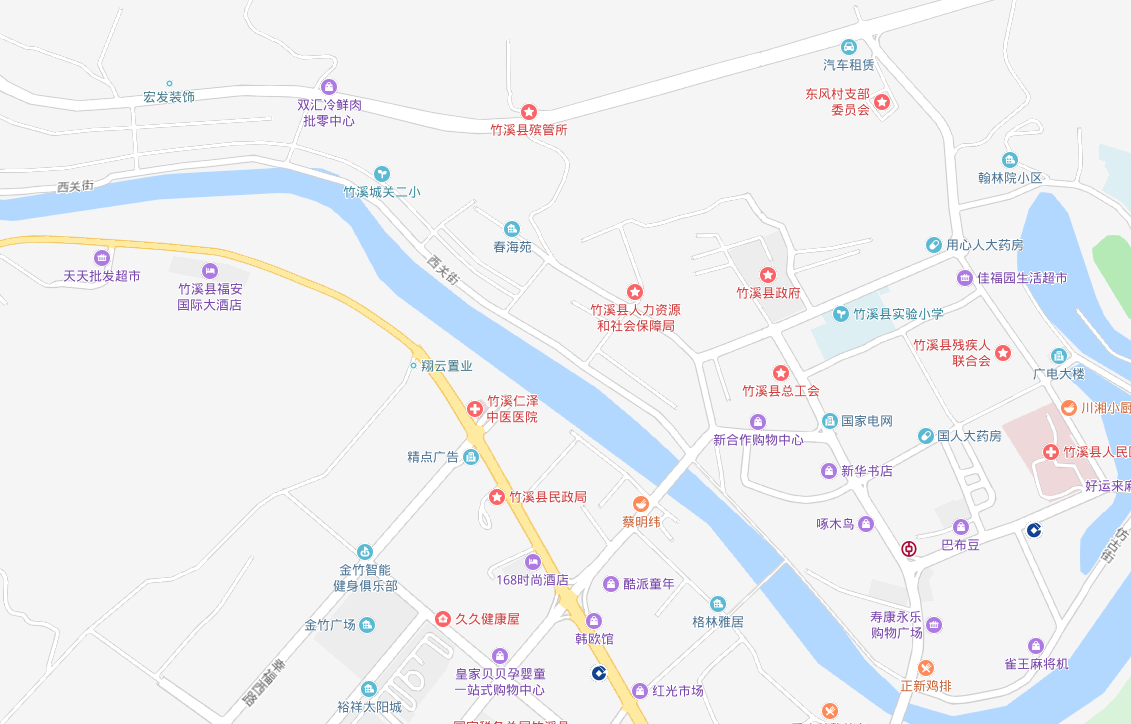 汽车租赁
东风村支部
委员会
宏发装饰
双汇冷鲜肉
批零中心
竹溪县殡管所
翰林院小区
西关街
竹溪城关二小
春海苑
用心人大药房
天天批发超市
竹溪县福安
国际大酒店
西关街
竹溪县政府
佳福园生活超市
竹溪县人力资源
和社会保障局
竹溪县实验小学
竹溪县残疾人
联合会
翔云置业
广电大楼
竹溪县总工会
竹溪仁泽
中医医院
川湘小厨
新合作购物中心
国家电网
国人大药房
精点广告
竹溪县人民
新华书店
好运来麻
竹溪县民政局
蔡明纬
啄木鸟
巴布豆
仿古街
金竹智能
健身俱乐部
168时尚酒店
酷派童年
格林雅居
久久健康屋
金竹广场
韩欧馆
寿康永乐
购物广场
雀王麻将机
幸福西路
皇家贝贝孕婴童
一站式购物中心
红光市场
正新鸡排
裕祥太阳城